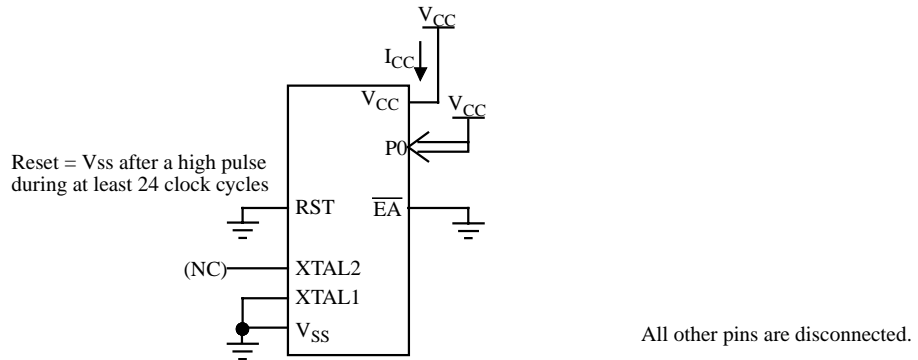 VCC
ICC
VCC
VCC
P0
Reset = Vss after a high pulse
during at least 24 clock cycles
RST
EA
(NC)
XTAL2
XTAL1
VSS
All other pins are disconnected.